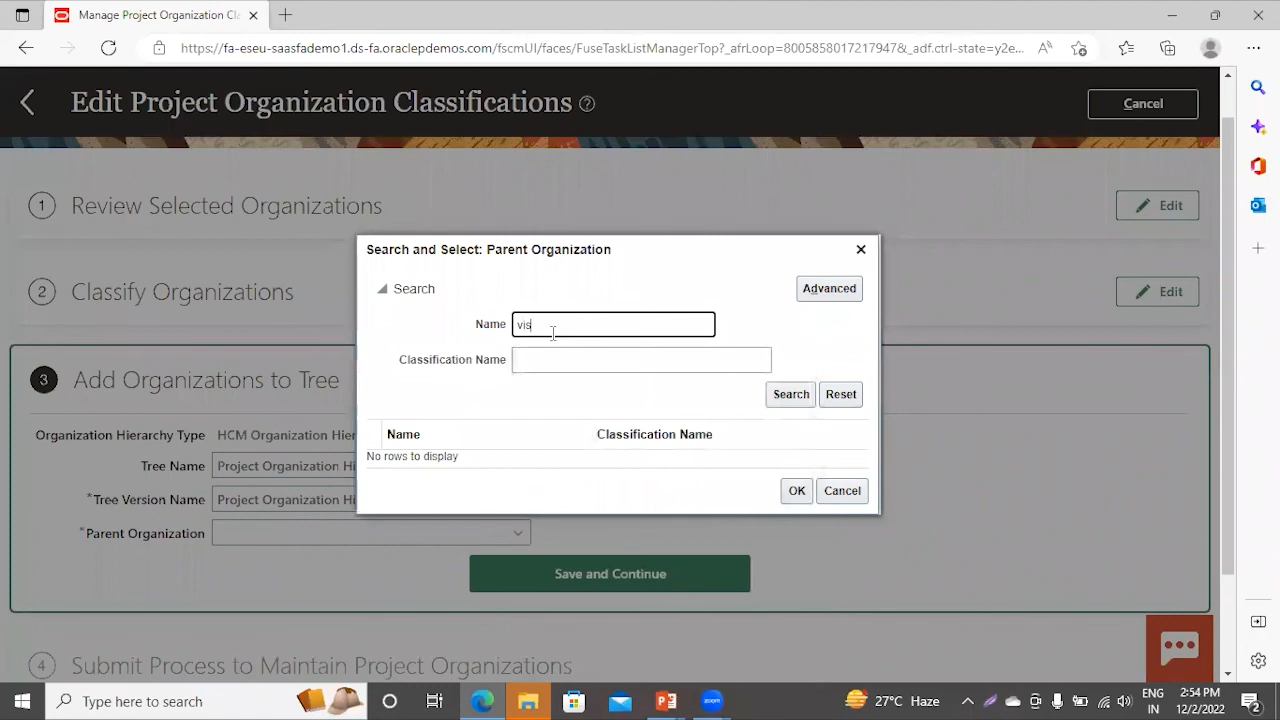 Manage Project Organization Cl
https://fa-eseu-saasfademo1.ds-fa.oraclepdemos.com/fscmUI/faces/FuseTaskListManagerTop?_afrLoop=8005858017217947&_adf.ctrl-state=y2e...
Edit Project Organization Classifications
Cancel
1 Review Selected Organizations
Edit
2 Classify Organizations
Edit
3 Add Organizations to Tree
Organization Hierarchy Type HCM Organization Hier
Tree Name Project Organization Hi
*Tree Version Name Project Organization Hi
*Parent Organization
Save and Continue
4 Submit Process to Maintain Project Organizations
Search and Select: Parent Organization
Search
Advanced
Name vis
Classification Name
Search Reset
Name Classification Name
No rows to display
OK Cancel
Type here to search
27°C Haze
ENG
IN
2:54 PM
12/2/2022
2